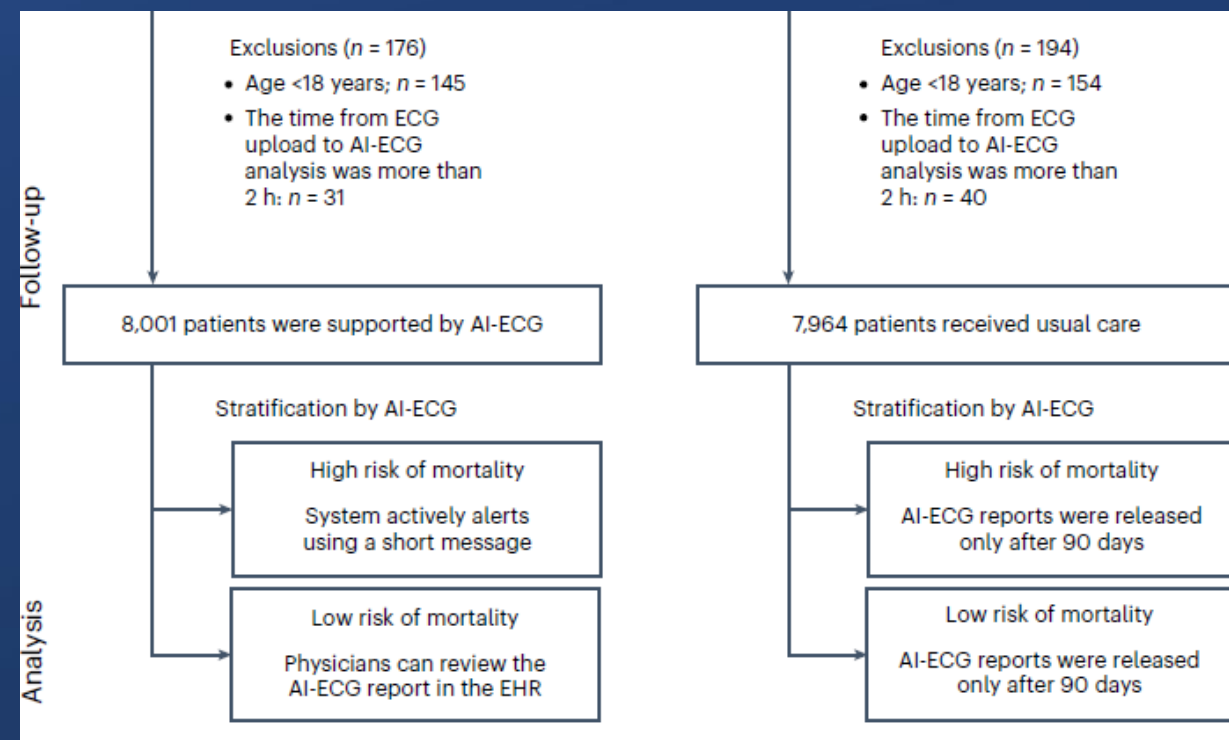 Follow-up
Exclusions (n = 176)
• Age <18 years; n = 145
• The time from ECG
upload to AI-ECG
analysis was more than
2 h: n = 31
8,001 patients were supported by AI-ECG
Stratification by AI-ECG
High risk of mortality
System actively alerts
using a short message
Analysis
Low risk of mortality
Physicians can review the
AI-ECG report in the EHR
Exclusions (n = 194)
• Age <18 years; n = 154
• The time from ECG
upload to AI-ECG
analysis was more than
2 h: n = 40
7,964 patients received usual care
Stratification by AI-ECG
High risk of mortality
AI-ECG reports were released
only after 90 days
Low risk of mortality
AI-ECG reports were released
only after 90 days